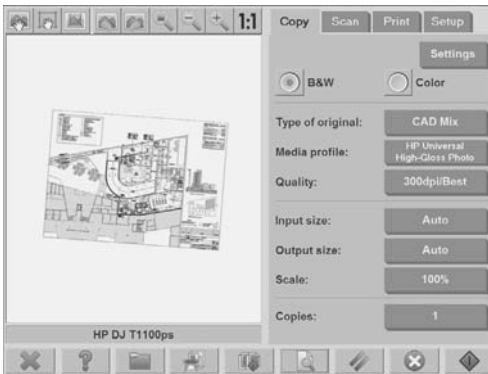 1:1
Copy Scan Print Setup
Settings
B&W Color
Type of original: CAD Mix
Media profile: HP Universal
High-Gloss Photo
Quality: 300dpi/Best
Input size: Auto
Output size: Auto
Scale: 100%
Copies: 1
HP DJ T1100ps